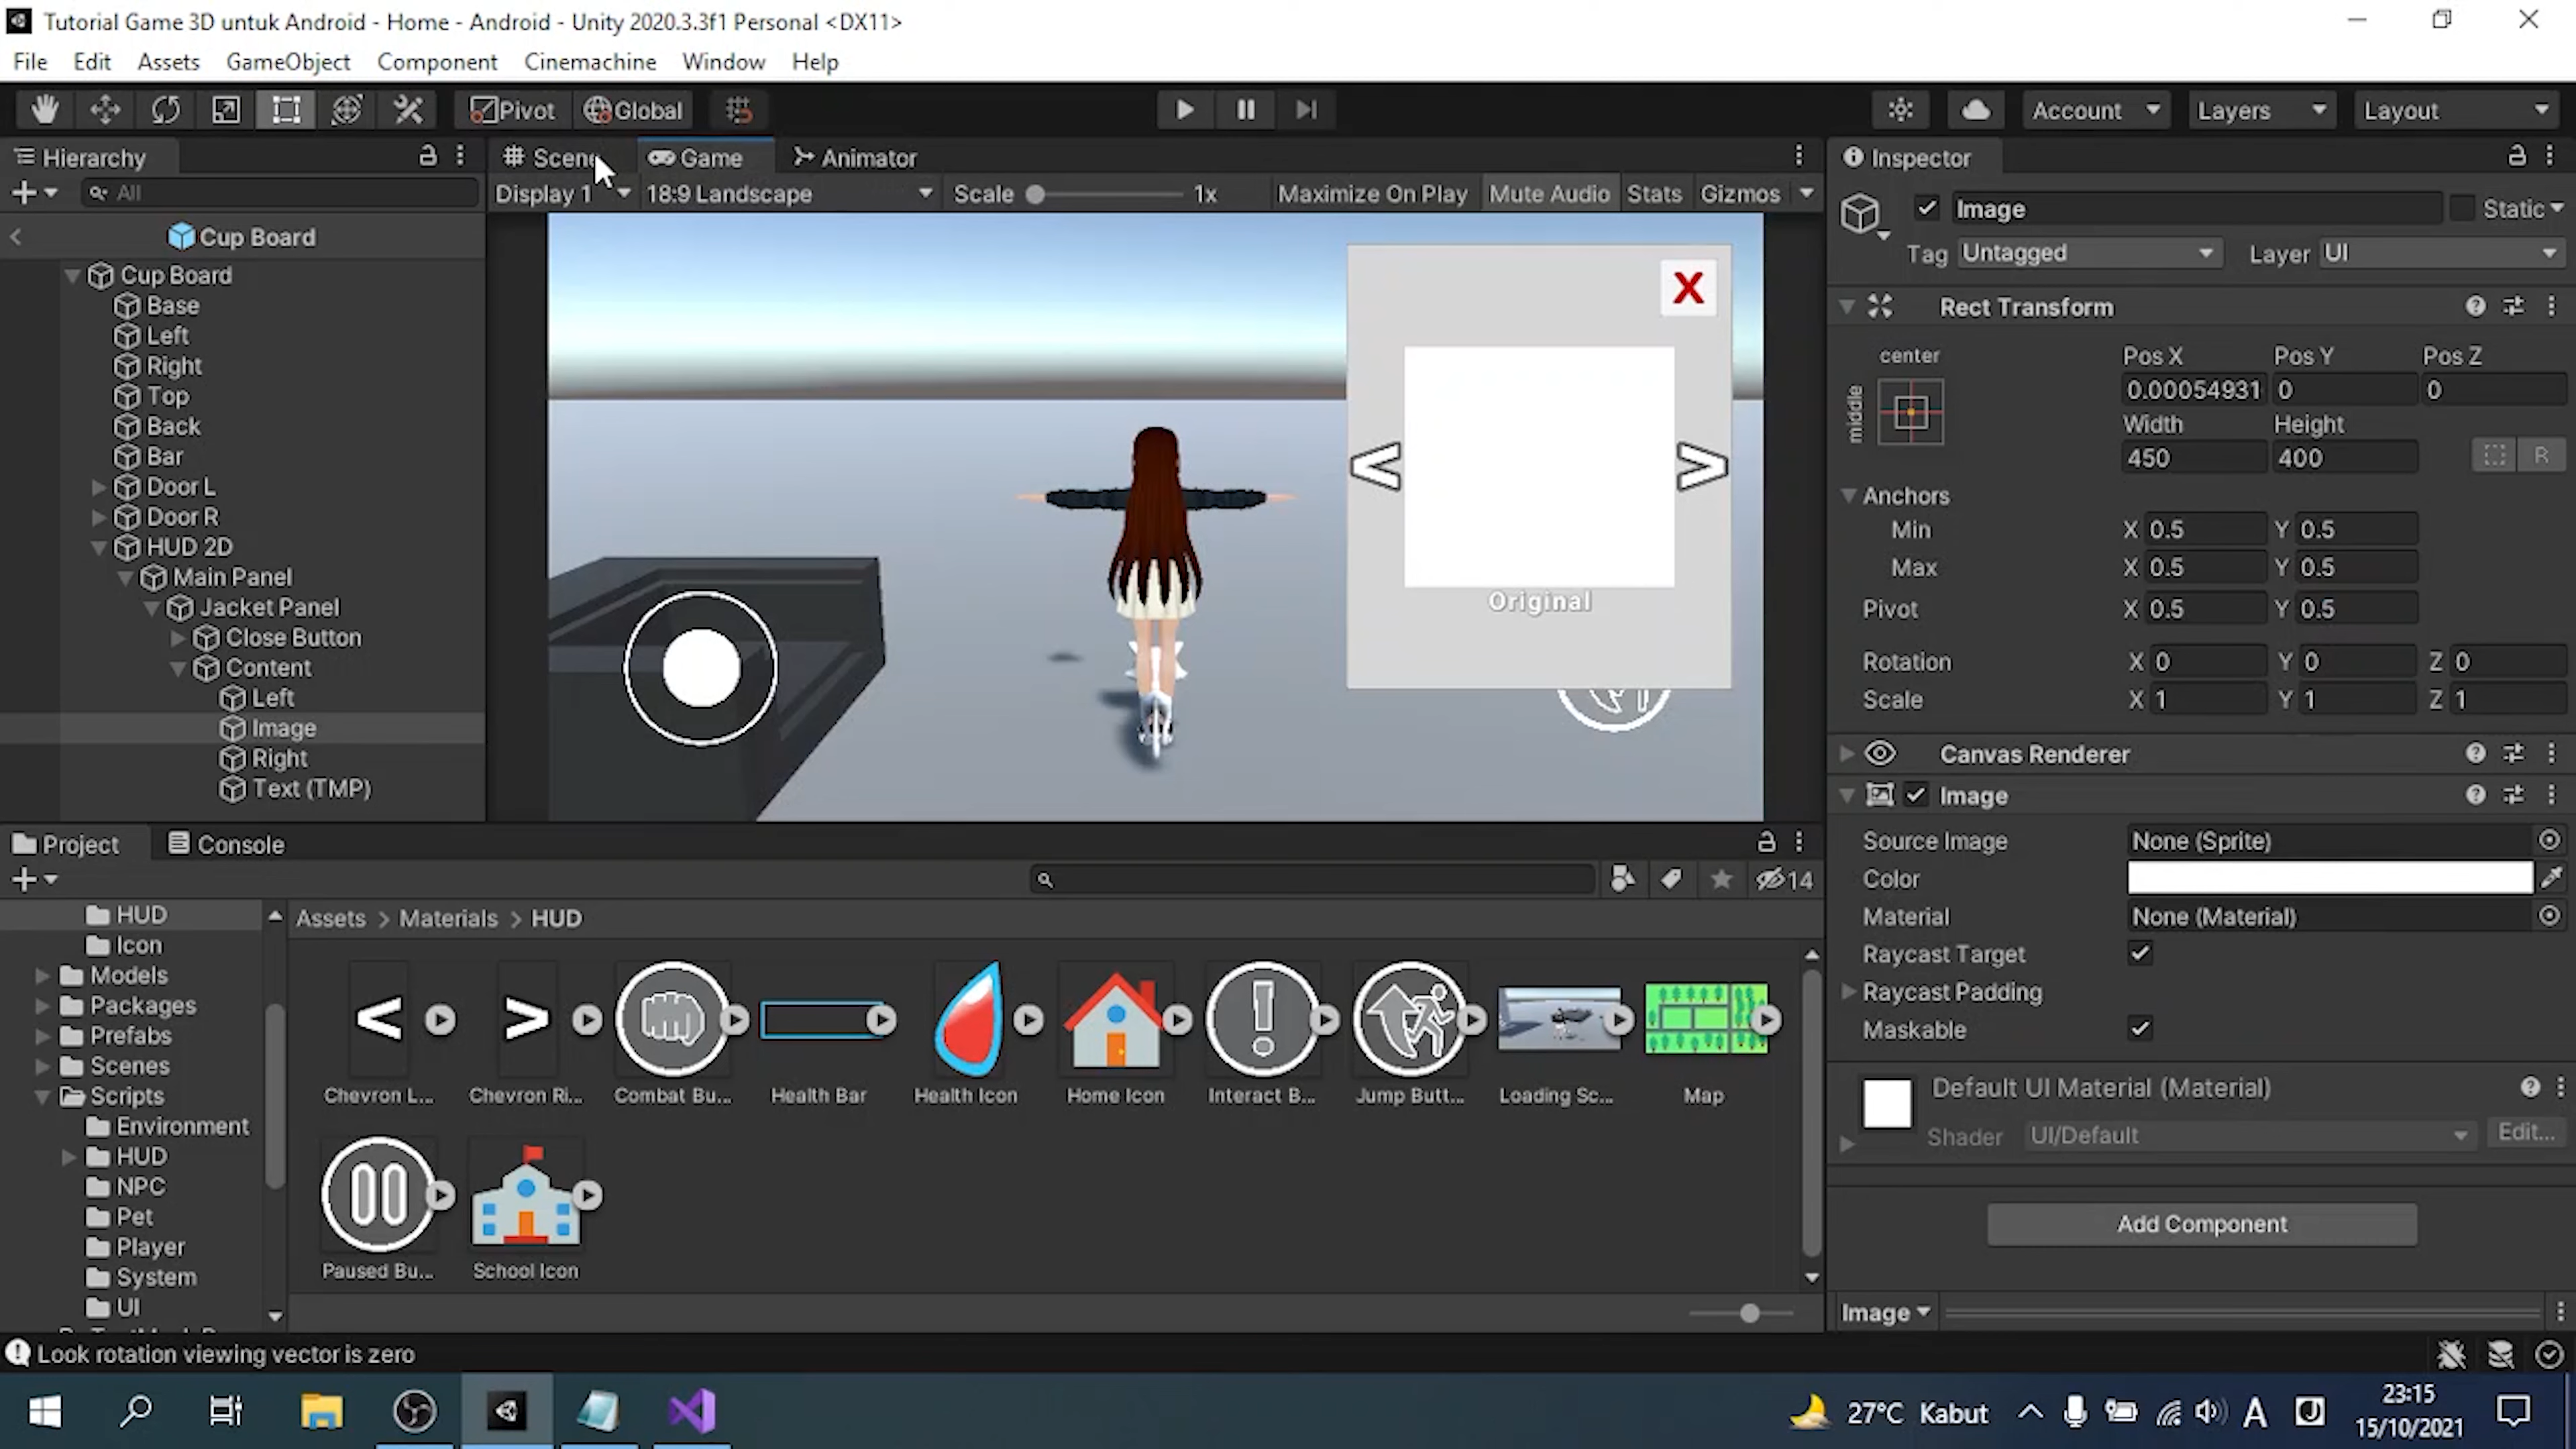 Tutorial Game 3D untuk Android - Home - Android - Unity 2020.3.3f1 Personal <DX11>
File Edit Assets GameObject Component Cinemachine Window Help
Pivot Global Account Layers Layout
Hierarchy
All
Cup Board
Cup Board
Base
Left
Right
Top
Back
Bar
Door L
Door R
HUD 2D
Main Panel
Jacket Panel
Close Button
Content
Left
Image
Right
Text (TMP)
Scene Game Animator
Display 1 18:9 Landscape Scale 1x Maximize On Play Mute Audio Stats Gizmos
X
< >
Original
Inspector
Image Static
Tag Untagged Layer UI
Rect Transform
center
middle
Pos X Pos Y Pos Z
0.00054931 0 0
Width Height
450 400 R
Anchors
Min X 0.5 Y 0.5
Max X 0.5 Y 0.5
Pivot X 0.5 Y 0.5
Rotation X 0 Y 0 Z 0
Scale X 1 Y 1 Z 1
Canvas Renderer
Image
Source Image None (Sprite)
Color
Material None (Material)
Raycast Target
Raycast Padding
Maskable
Default UI Material (Material)
Shader UI/Default Edit...
Add Component
Image
Project Console
14
HUD
Icon
Models
Packages
Prefabs
Scenes
Scripts
Environment
HUD
NPC
Pet
Player
System
UI
Assets > Materials > HUD
< >
Chevron L... Chevron Ri... Combat Bu... Health Bar Health Icon Home Icon Interact B... Jump Butt... Loading Sc... Map
Paused Bu... School Icon
Look rotation viewing vector is zero
27°C Kabut A J 23:15
15/10/2021